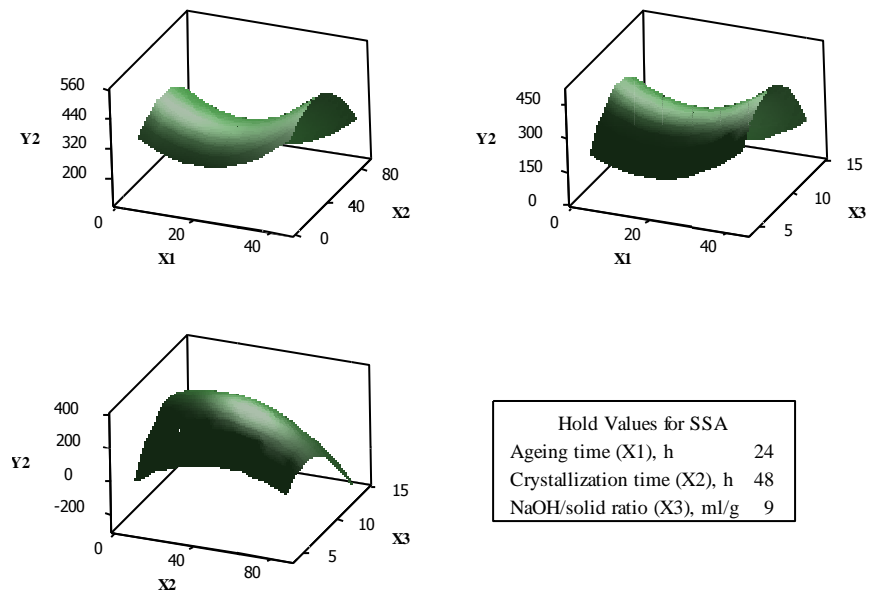 560
440
320
200
Y2
0
20
40
X1
0
40
80
X2
450
300
150
0
Y2
0
20
40
X1
5
10
15
X3
400
200
0
-200
Y2
0
40
80
X2
5
10
15
X3
Hold Values for SSA
Ageing time (X1), h 24
Crystallization time (X2), h 48
NaOH/solid ratio (X3), ml/g 9